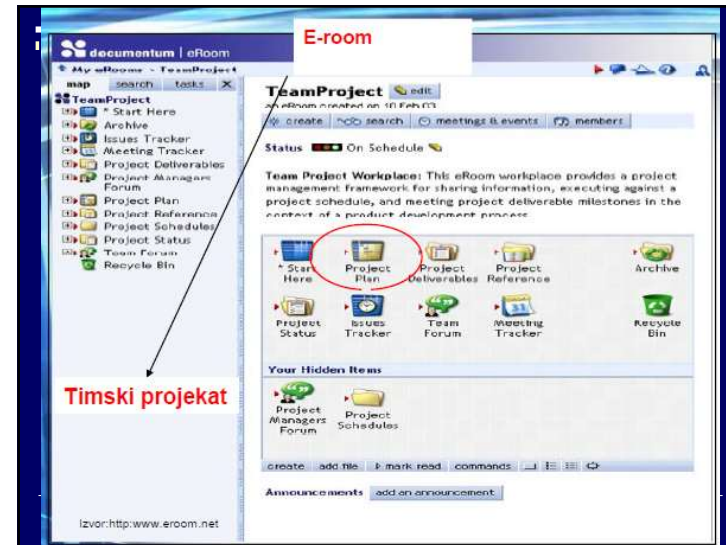 E-room
documentum | eRoom
My eRooms - TeamProject
map search tasks X
TeamProject
* Start Here
Archive
Issues Tracker
Meeting Tracker
Project Deliverables
Project Managers
Forum
Project Plan
Project Reference
Project Schedules
Project Status
Team Forum
Recycle Bin
Timski projekat
Izvor:http:www.eroom.net
TeamProject edit
an eRoom created on 10 Feb 03
create search meetings & events members
Status On Schedule
Team Project Workplace: This eRoom workplace provides a project
management framework for sharing information, executing against a
project schedule, and meeting project deliverable milestones in the
context of a product development process
* Start Here
Project Plan
Project Deliverables
Project Reference
Archive
Project Status
Issues Tracker
Team Forum
Meeting Tracker
Recycle Bin
Your Hidden Items
Project Managers Forum
Project Schedules
create add file mark read commands
Announcements add an announcement